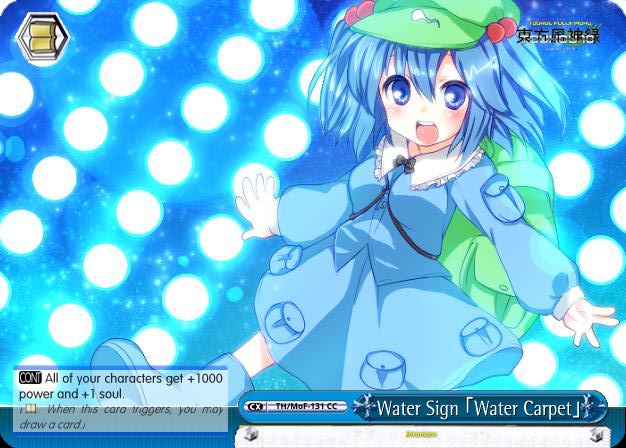 東方風神録
CONT All of your characters get +1000
power and +1 soul.
( When this card triggers, you may
draw a card)
CX TH/MoF-131 CC Water Sign「Water Carpet」